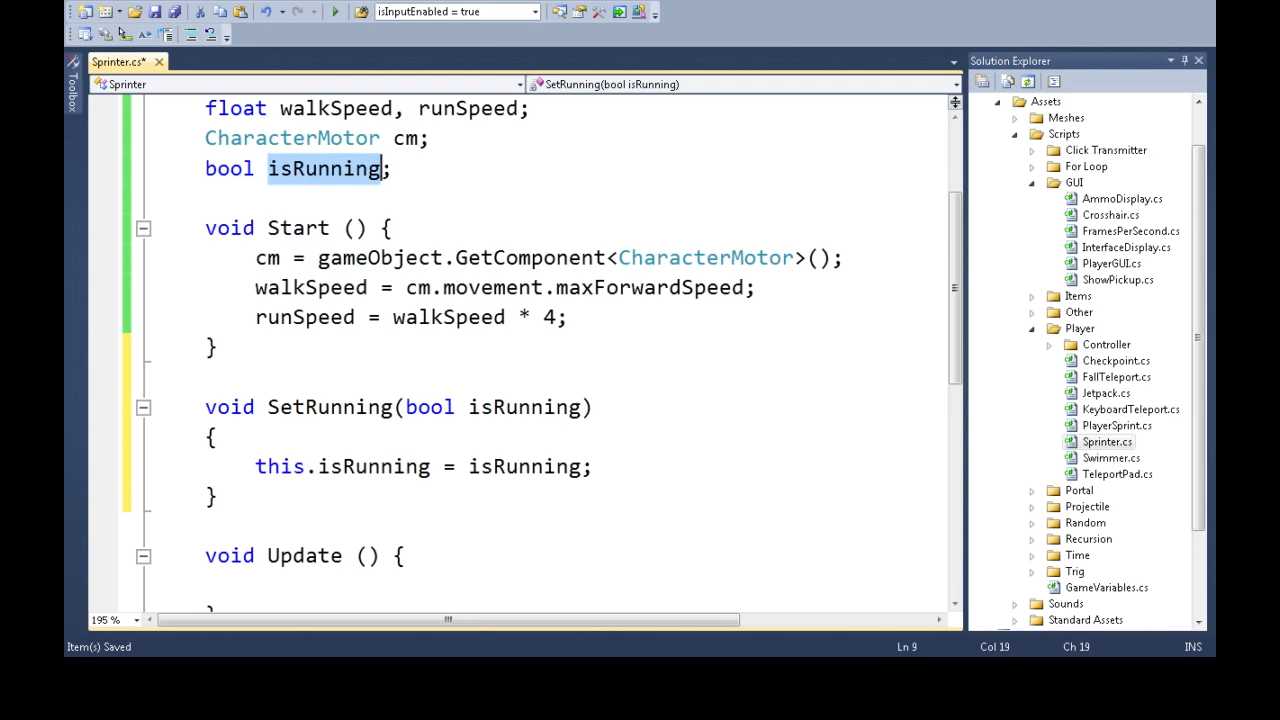 isInputEnabled = true
Sprinter.cs*
Solution Explorer
Toolbox
Sprinter
SetRunning(bool isRunning)
float walkSpeed, runSpeed;
CharacterMotor cm;
bool isRunning;
void Start () {
cm = gameObject.GetComponent<CharacterMotor>();
walkSpeed = cm.movement.maxForwardSpeed;
runSpeed = walkSpeed * 4;
}
void SetRunning(bool isRunning)
{
this.isRunning = isRunning;
}
void Update () {
Assets
Meshes
Scripts
Click Transmitter
For Loop
GUI
AmmoDisplay.cs
Crosshair.cs
FramesPerSecond.cs
InterfaceDisplay.cs
PlayerGUI.cs
ShowPickup.cs
Items
Other
Player
Controller
Checkpoint.cs
FallTeleport.cs
Jetpack.cs
KeyboardTeleport.cs
PlayerSprint.cs
Sprinter.cs
Swimmer.cs
TeleportPad.cs
Portal
Projectile
Random
Recursion
Time
Trig
GameVariables.cs
Sounds
Standard Assets
195 %
Item(s) Saved
Ln 9
Col 19
Ch 19
INS